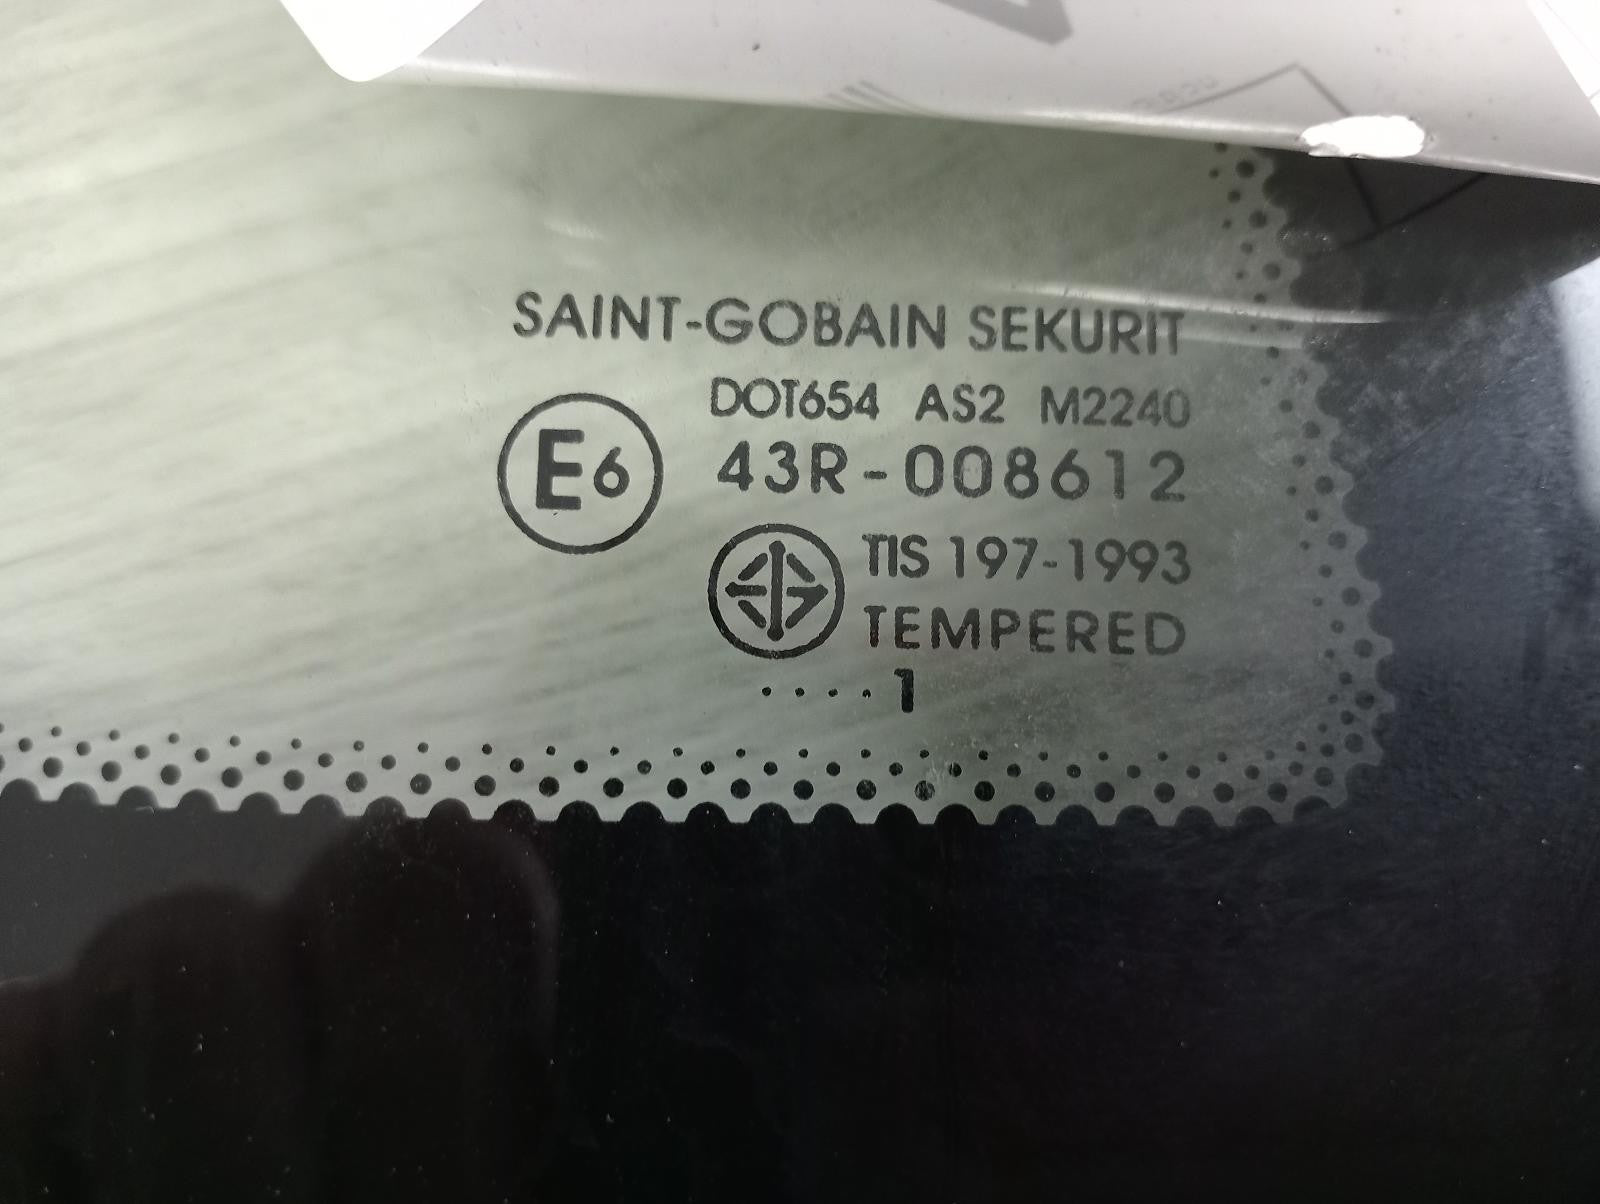 SAINT-GOBAIN SEKURIT
DOT654 AS2 M2240
E6
43R-008612
TIS 197-1993
TEMPERED
....1